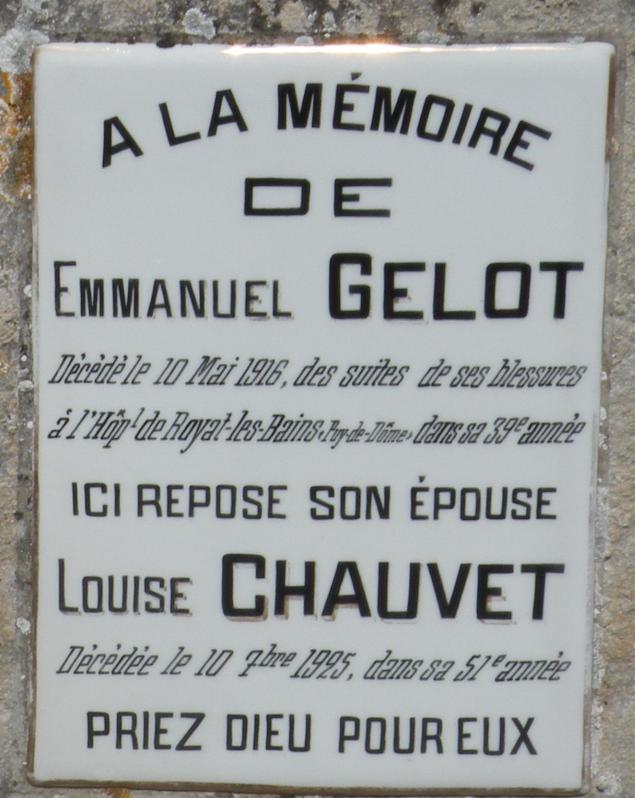 A LA MÉMOIRE
DE
EMMANUEL GELOT
Décédé le 10 Mai 1916, des suites de ses blessures
à l'Hôpl de Royat-les-Bains (Puy-de-Dôme) dans sa 39e année
ICI REPOSE SON ÉPOUSE
LOUISE CHAUVET
Décédée le 10 7bre 1925, dans sa 51e année
PRIEZ DIEU POUR EUX